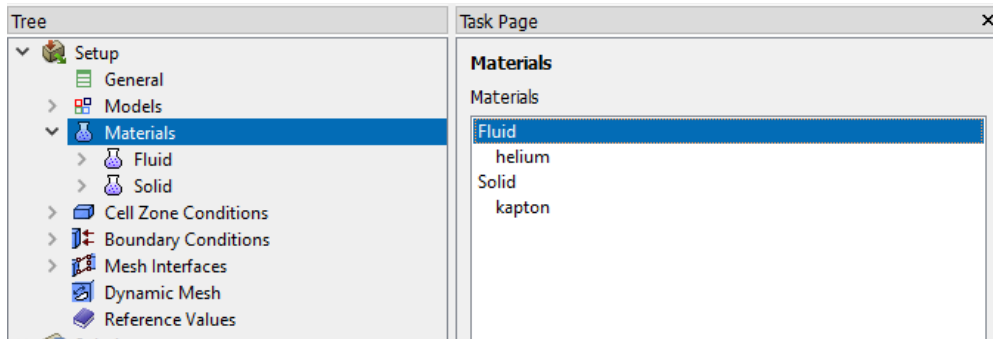 Tree
Setup
General
Models
Materials
Fluid
Solid
Cell Zone Conditions
Boundary Conditions
Mesh Interfaces
Dynamic Mesh
Reference Values
Task Page
Materials
Materials
Fluid
helium
Solid
kapton